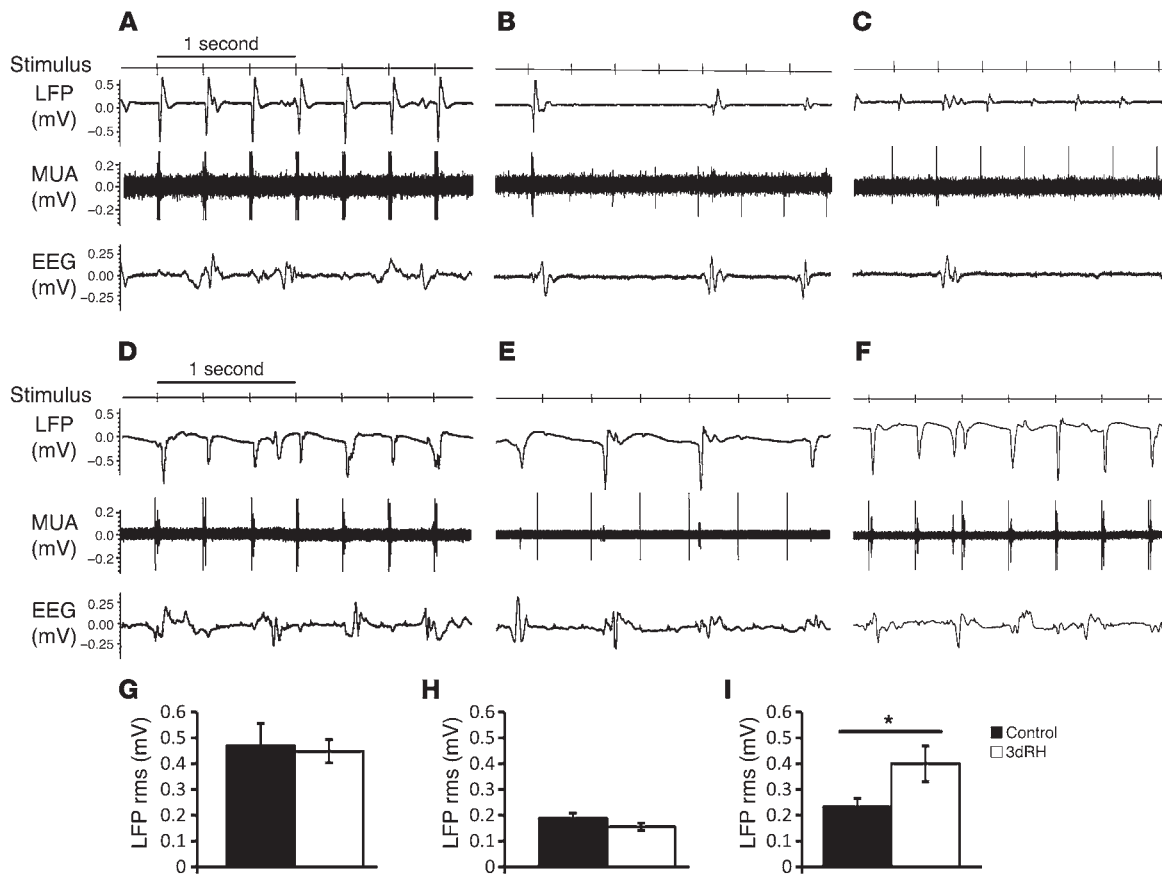 A
B
C
1 second
Stimulus
LFP
(mV)
0.5
0.0
−0.5
MUA
(mV)
0.2
0.0
−0.2
EEG
(mV)
0.25
0.00
−0.25
D
E
F
1 second
Stimulus
LFP
(mV)
0.5
0.0
−0.5
MUA
(mV)
0.2
0.0
−0.2
EEG
(mV)
0.25
0.00
−0.25
G
LFP rms (mV)
0.6
0.5
0.4
0.3
0.2
0.1
0
H
LFP rms (mV)
0.6
0.5
0.4
0.3
0.2
0.1
0
I
LFP rms (mV)
0.6
0.5
0.4
0.3
0.2
0.1
0
*
Control
3dRH